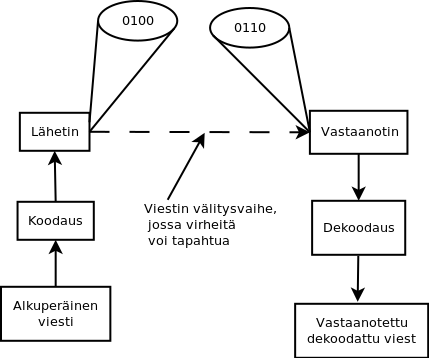 0100
0110
Lähetin
Vastaanotin
Viestin välitysvaihe,
jossa virheitä
voi tapahtua
Koodaus
Dekoodaus
Alkuperäinen
viesti
Vastaanotettu
dekoodattu viest